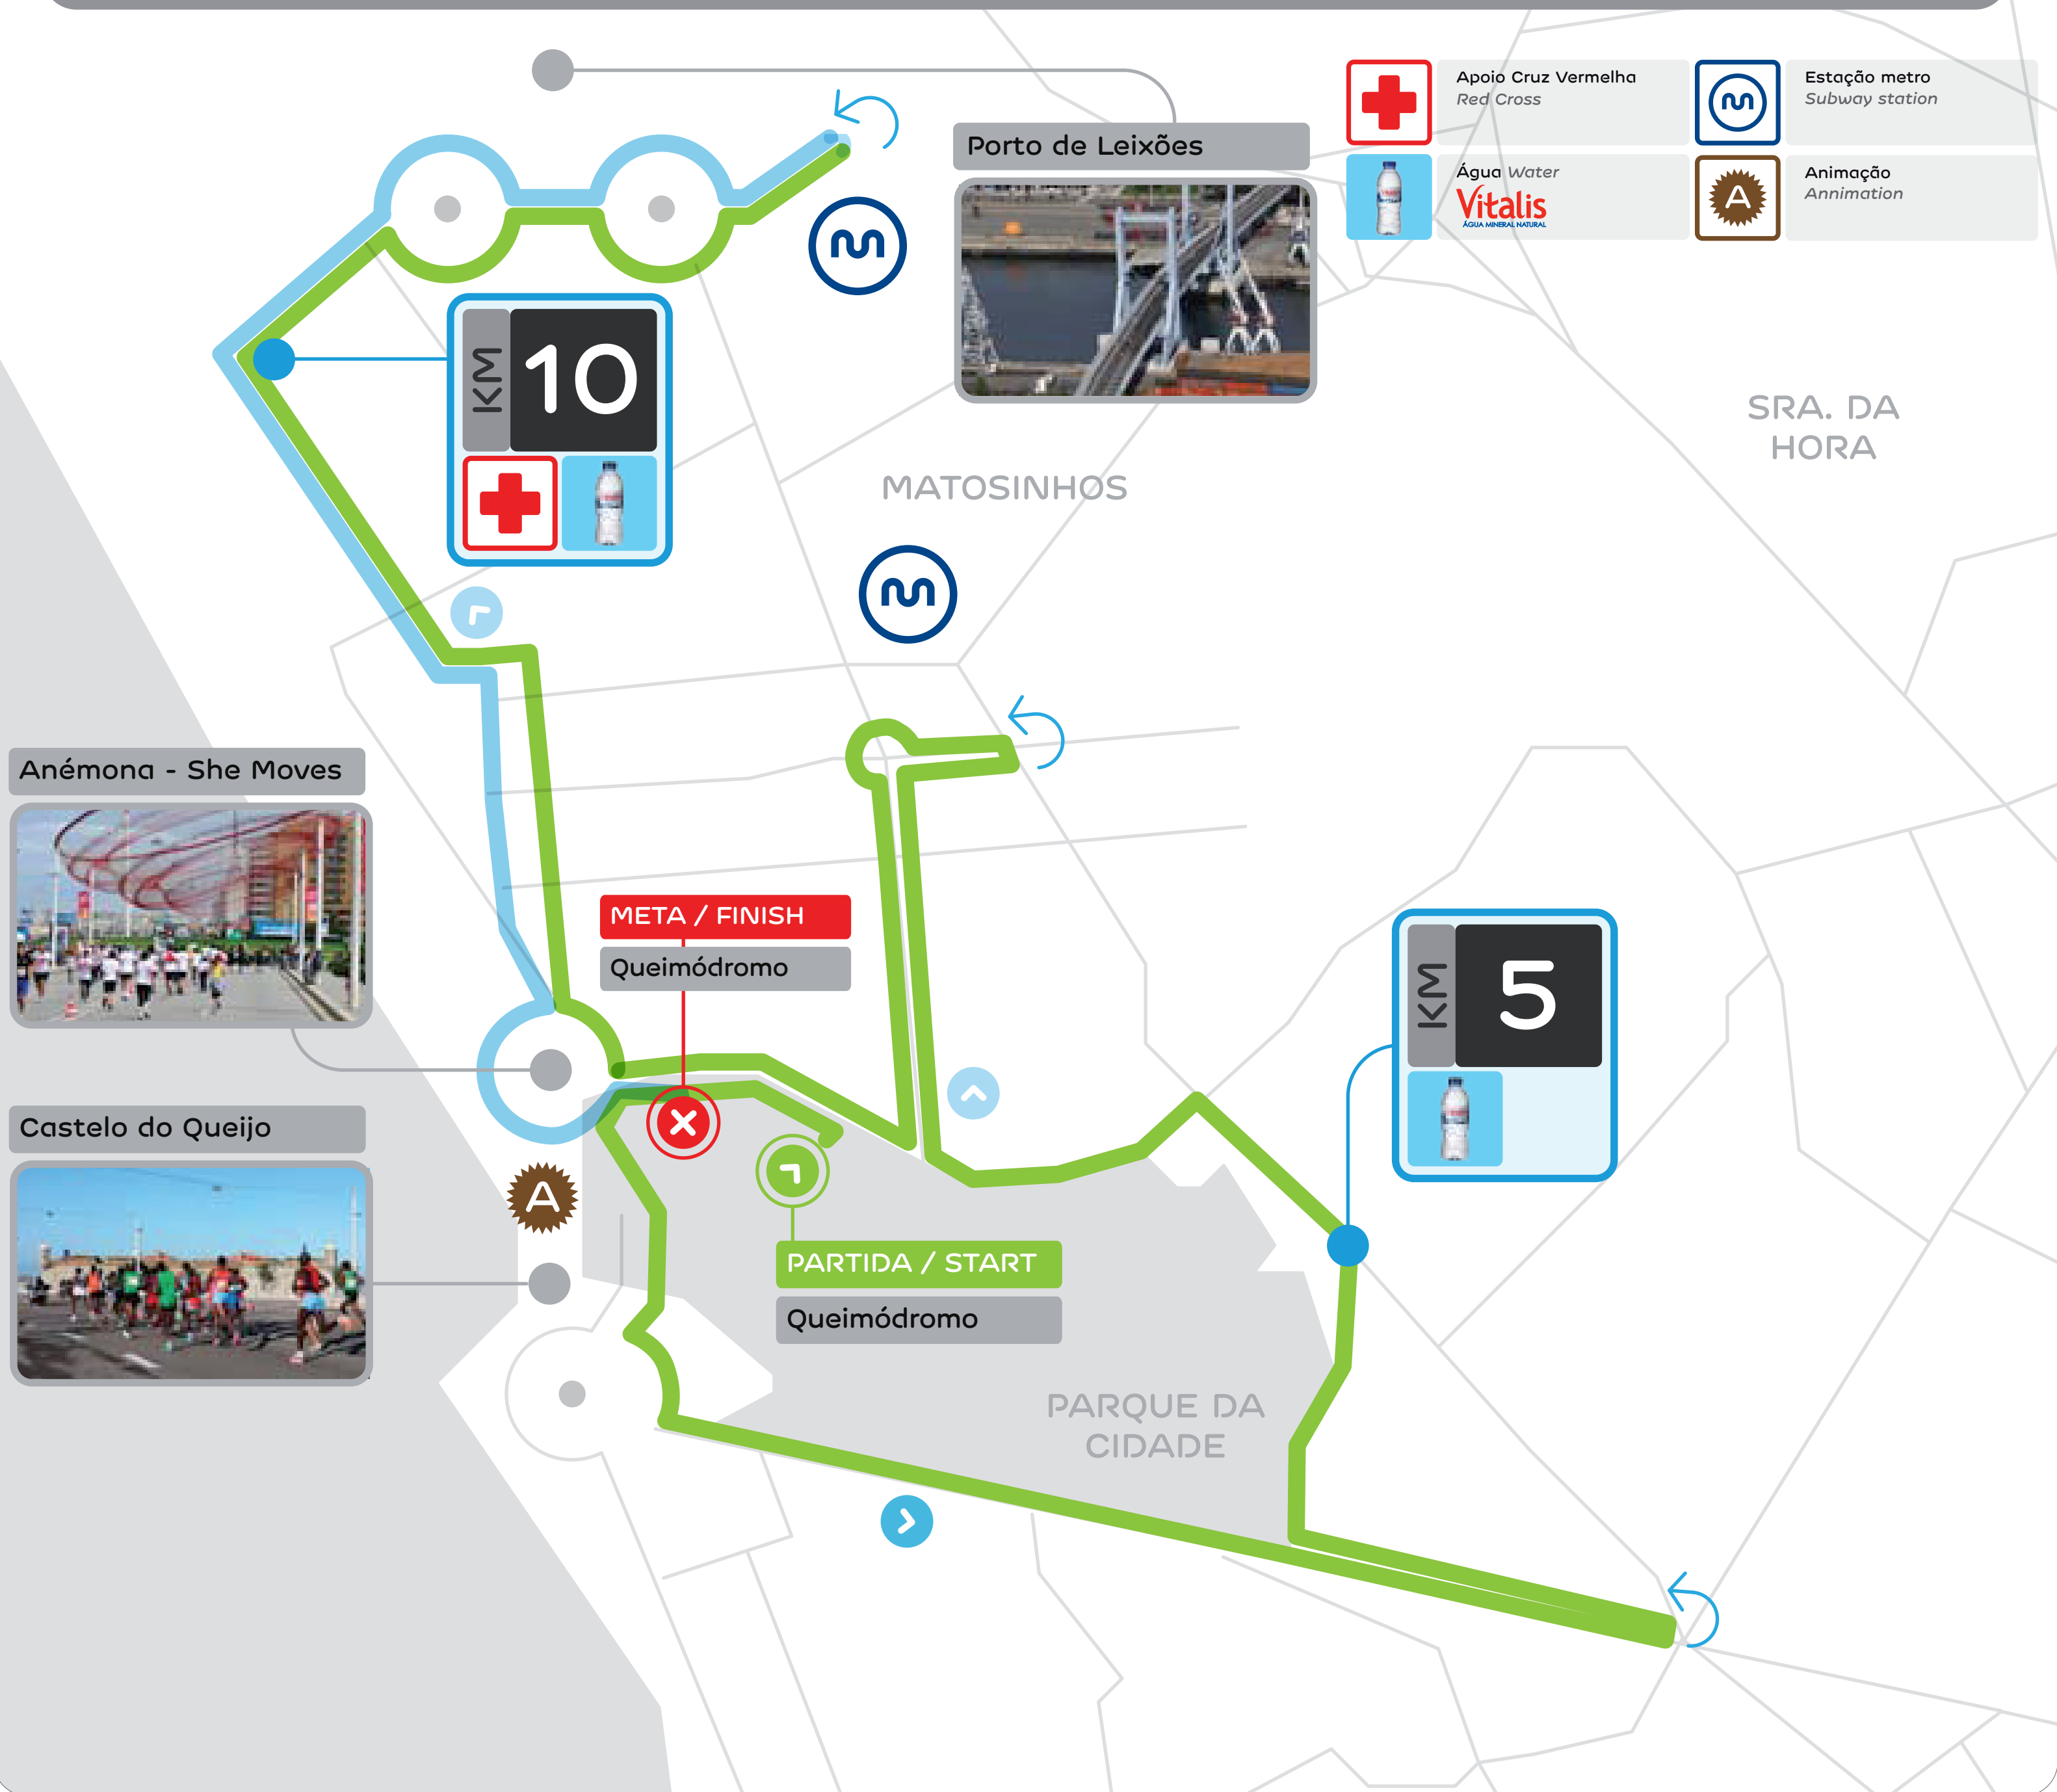 Porto de Leixões
Apoio Cruz Vermelha
Red Cross
Estação metro
Subway station
Água Water
Vitalis
ÁGUA MINERAL NATURAL
A
Animação
Annimation
KM 10
SRA. DA
HORA
MATOSINHOS
Anémona - She Moves
META / FINISH
Queimódromo
KM 5
Castelo do Queijo
A
PARTIDA / START
Queimódromo
PARQUE DA
CIDADE